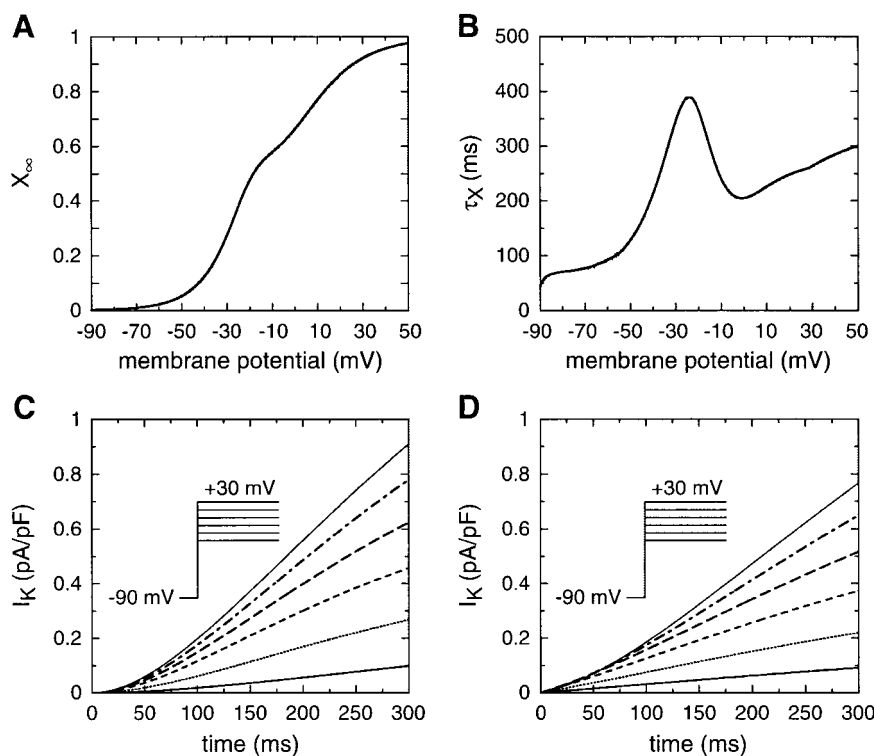 A
1
0.8
0.6
0.4
0.2
0
X∞
-90 -70 -50 -30 -10 10 30 50
membrane potential (mV)
B
500
400
300
200
100
0
τX (ms)
-90 -70 -50 -30 -10 10 30 50
membrane potential (mV)
C
1
0.8
0.6
0.4
0.2
0
IK (pA/pF)
+30 mV
-90 mV
0 50 100 150 200 250 300
time (ms)
D
1
0.8
0.6
0.4
0.2
0
IK (pA/pF)
+30 mV
-90 mV
0 50 100 150 200 250 300
time (ms)